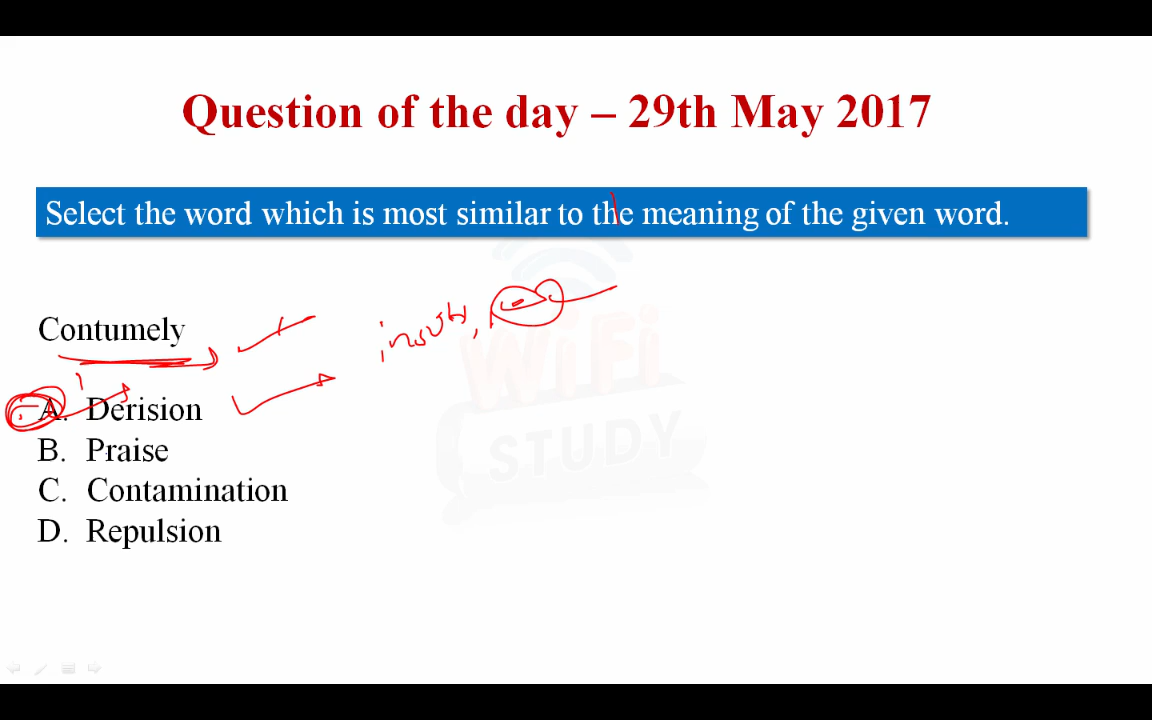 Question of the day – 29th May 2017
Select the word which is most similar to the meaning of the given word.
Contumely
insult,
A. Derision
B. Praise
C. Contamination
D. Repulsion
WiFi
STUDY